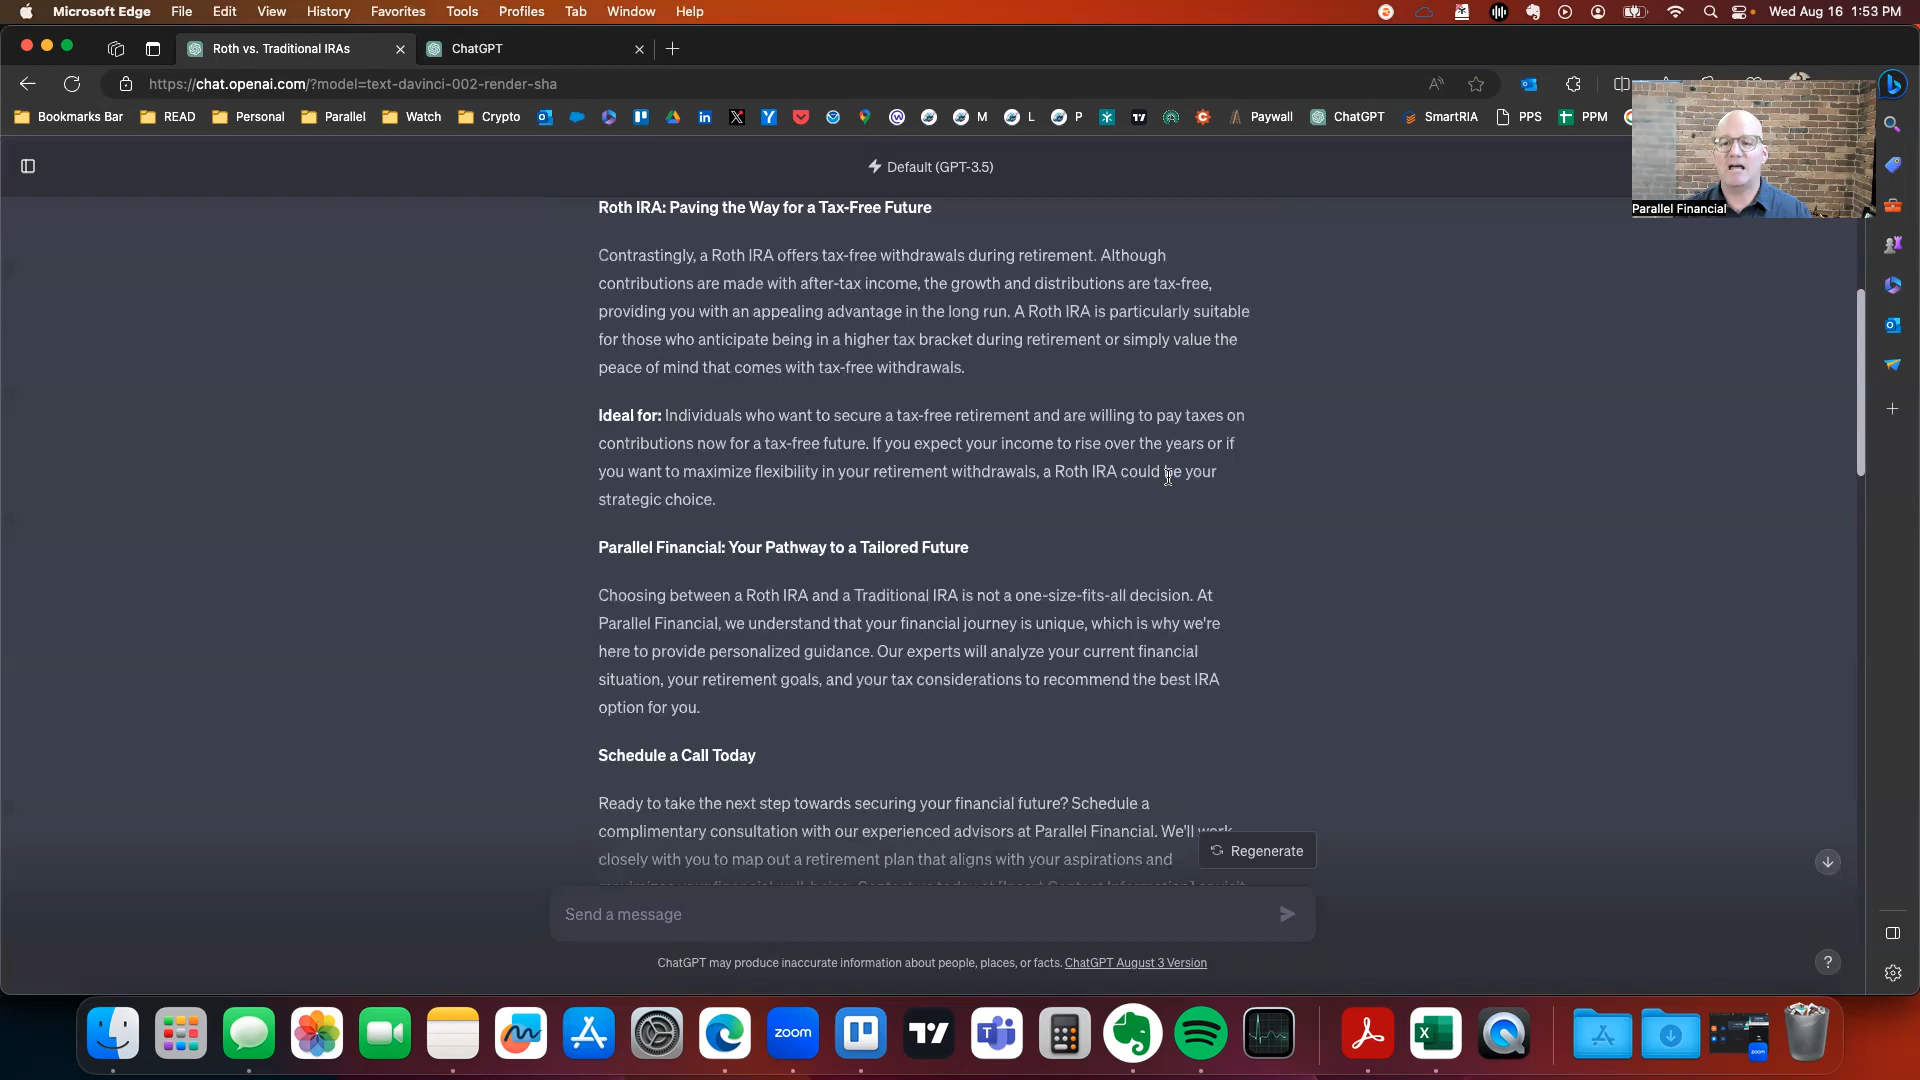 Microsoft Edge File Edit View History Favorites Tools Profiles Tab Window Help Wed Aug 16 1:53 PM
Roth vs. Traditional IRAs ChatGPT
https://chat.openai.com/?model=text-davinci-002-render-sha
Bookmarks Bar READ Personal Parallel Watch Crypto M L P Paywall ChatGPT SmartRIA PPS PPM
Default (GPT-3.5)
Parallel Financial
Roth IRA: Paving the Way for a Tax-Free Future
Contrastingly, a Roth IRA offers tax-free withdrawals during retirement. Although
contributions are made with after-tax income, the growth and distributions are tax-free,
providing you with an appealing advantage in the long run. A Roth IRA is particularly suitable
for those who anticipate being in a higher tax bracket during retirement or simply value the
peace of mind that comes with tax-free withdrawals.
Ideal for: Individuals who want to secure a tax-free retirement and are willing to pay taxes on
contributions now for a tax-free future. If you expect your income to rise over the years or if
you want to maximize flexibility in your retirement withdrawals, a Roth IRA could be your
strategic choice.
Parallel Financial: Your Pathway to a Tailored Future
Choosing between a Roth IRA and a Traditional IRA is not a one-size-fits-all decision. At
Parallel Financial, we understand that your financial journey is unique, which is why we're
here to provide personalized guidance. Our experts will analyze your current financial
situation, your retirement goals, and your tax considerations to recommend the best IRA
option for you.
Schedule a Call Today
Ready to take the next step towards securing your financial future? Schedule a
complimentary consultation with our experienced advisors at Parallel Financial. We'll work
closely with you to map out a retirement plan that aligns with your aspirations and
Regenerate
Send a message
ChatGPT may produce inaccurate information about people, places, or facts. ChatGPT August 3 Version
zoom